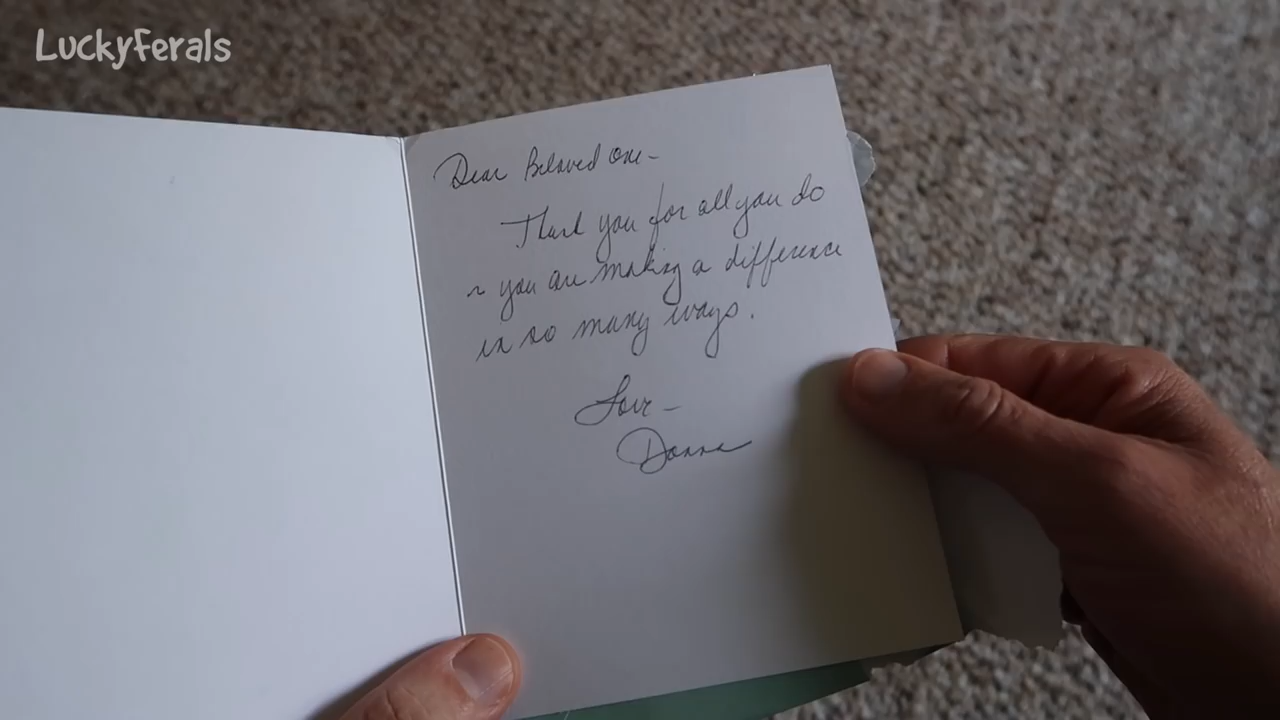 LuckyFerals
Dear Beloved One-
Thank you for all you do
~ you are making a difference
in so many ways.
Love-
Donna